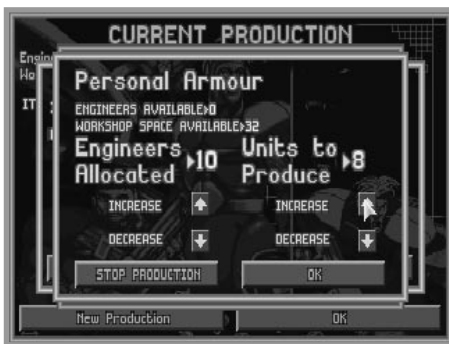 CURRENT PRODUCTION
Personal Armour
ENGINEERS AVAILABLE>0
WORKSHOP SPACE AVAILABLE>32
Engineers Allocated >10
Units to Produce >8
INCREASE
INCREASE
DECREASE
DECREASE
STOP PRODUCTION
OK
New Production
OK